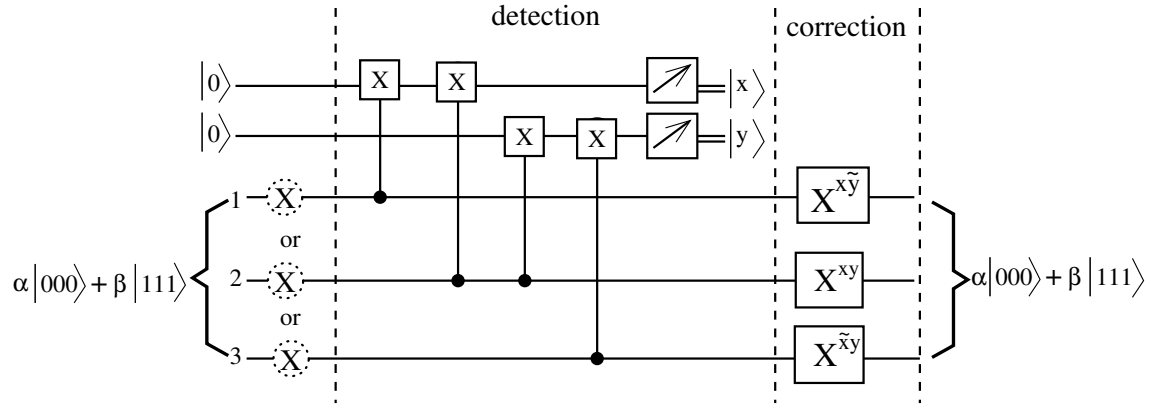 detection
correction
|0⟩ X X |x⟩
|0⟩ X X |y⟩
1 X X^{xỹ}
or
α|000⟩ + β|111⟩ 2 X X^{xy} α|000⟩ + β|111⟩
or
3 X X^{x̃y}